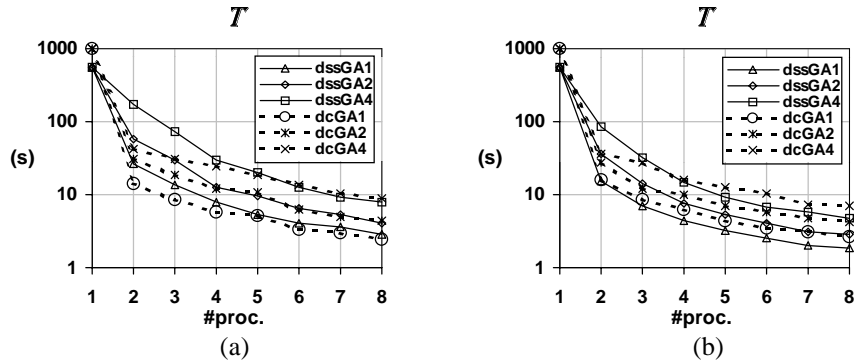 T
1000
100
(s)
10
1
1 2 3 4 5 6 7 8
#proc.
dssGA1
dssGA2
dssGA4
dcGA1
dcGA2
dcGA4
(a)
T
1000
100
(s)
10
1
1 2 3 4 5 6 7 8
#proc.
dssGA1
dssGA2
dssGA4
dcGA1
dcGA2
dcGA4
(b)